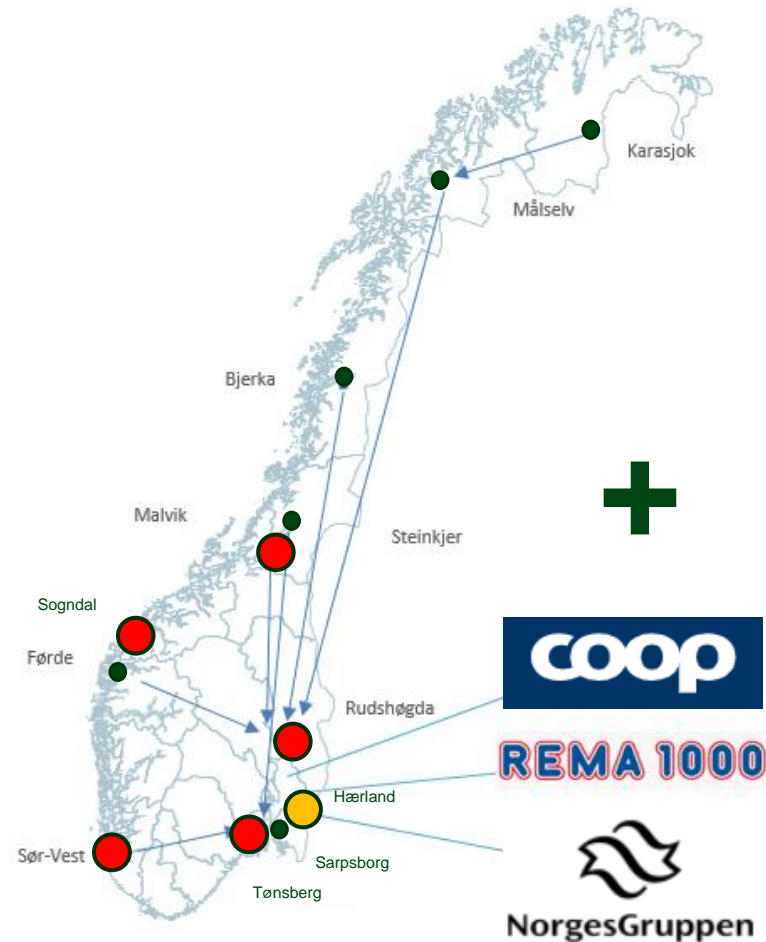 Karasjok
Målselv
Bjerka
Malvik
Steinkjer
Sogndal
Førde
coop
Rudshøgda
REMA 1000
Hærland
Sør-Vest
Sarpsborg
Tønsberg
NorgesGruppen